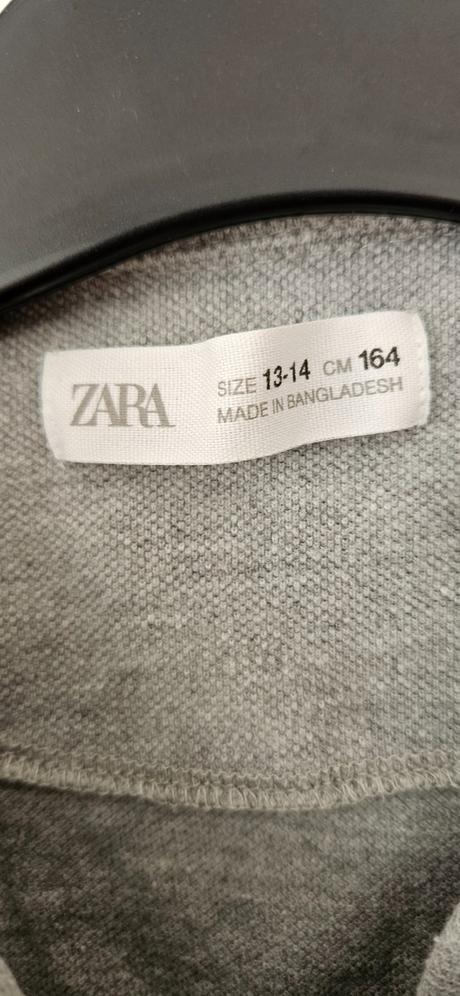 ZARA
SIZE 13-14 CM 164
MADE IN BANGLADESH